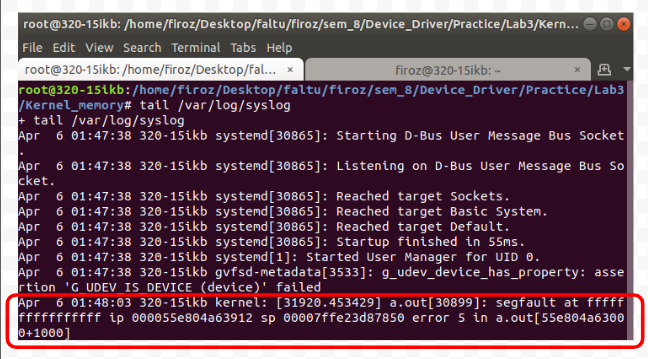 root@320-15ikb: /home/firoz/Desktop/faltu/firoz/sem_8/Device_Driver/Practice/Lab3/Kern...
File Edit View Search Terminal Tabs Help
root@320-15ikb: /home/firoz/Desktop/fal... × firoz@320-15ikb: ~ ×
root@320-15ikb:/home/firoz/Desktop/faltu/firoz/sem_8/Device_Driver/Practice/Lab3
/Kernel_memory# tail /var/log/syslog
+ tail /var/log/syslog
Apr  6 01:47:38 320-15ikb systemd[30865]: Starting D-Bus User Message Bus Socket
.
Apr  6 01:47:38 320-15ikb systemd[30865]: Listening on D-Bus User Message Bus So
cket.
Apr  6 01:47:38 320-15ikb systemd[30865]: Reached target Sockets.
Apr  6 01:47:38 320-15ikb systemd[30865]: Reached target Basic System.
Apr  6 01:47:38 320-15ikb systemd[30865]: Reached target Default.
Apr  6 01:47:38 320-15ikb systemd[30865]: Startup finished in 55ms.
Apr  6 01:47:38 320-15ikb systemd[1]: Started User Manager for UID 0.
Apr  6 01:47:38 320-15ikb gvfsd-metadata[3533]: g_udev_device_has_property: asse
rtion 'G_UDEV_IS_DEVICE (device)' failed
Apr  6 01:48:03 320-15ikb kernel: [31920.453429] a.out[30899]: segfault at fffff
fffffffffff ip 000055e804a63912 sp 00007ffe23d87850 error 5 in a.out[55e804a6300
0+1000]